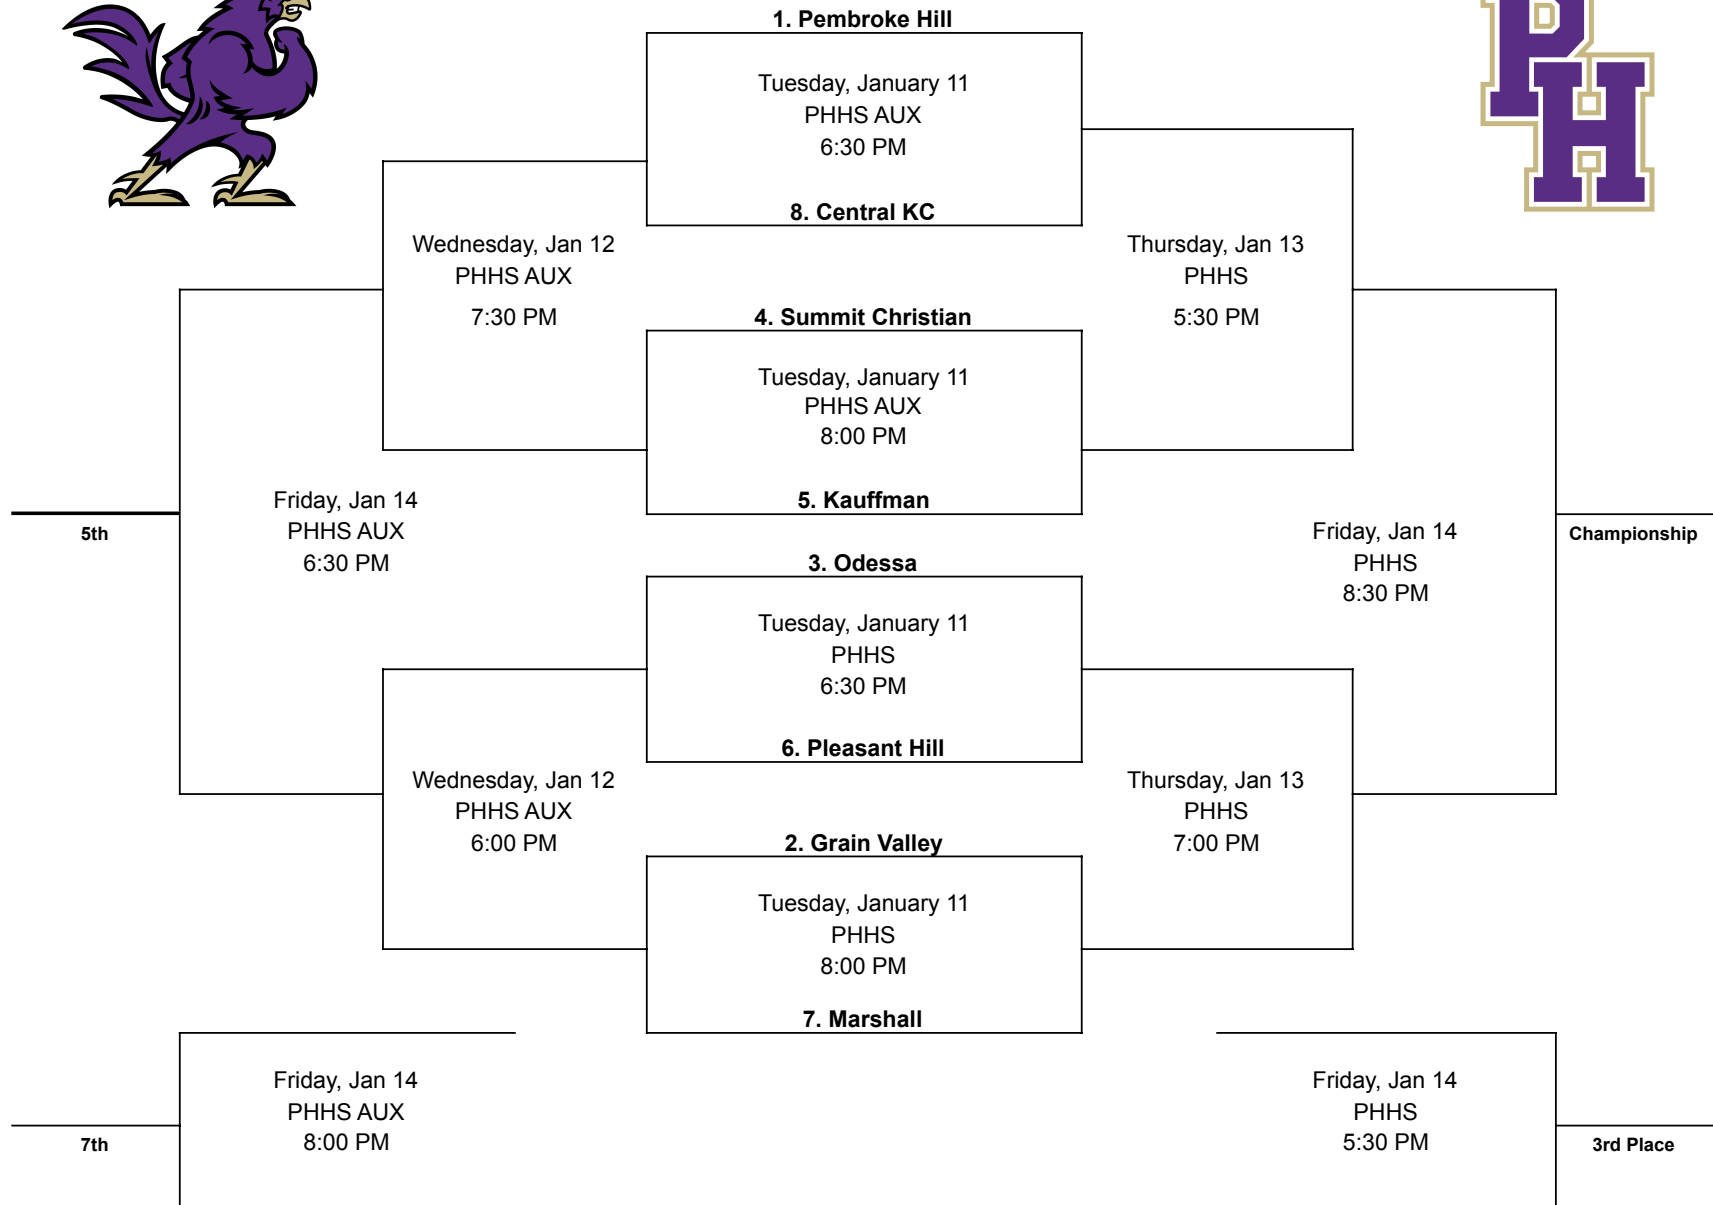 1. Pembroke Hill
Tuesday, January 11
PHHS AUX
6:30 PM
8. Central KC
PH
Wednesday, Jan 12
PHHS AUX
7:30 PM
Thursday, Jan 13
PHHS
5:30 PM
4. Summit Christian
Tuesday, January 11
PHHS AUX
8:00 PM
5. Kauffman
Friday, Jan 14
PHHS AUX
6:30 PM
5th
Friday, Jan 14
PHHS
8:30 PM
Championship
3. Odessa
Tuesday, January 11
PHHS
6:30 PM
6. Pleasant Hill
Wednesday, Jan 12
PHHS AUX
6:00 PM
Thursday, Jan 13
PHHS
7:00 PM
2. Grain Valley
Tuesday, January 11
PHHS
8:00 PM
7. Marshall
Friday, Jan 14
PHHS AUX
8:00 PM
7th
Friday, Jan 14
PHHS
5:30 PM
3rd Place